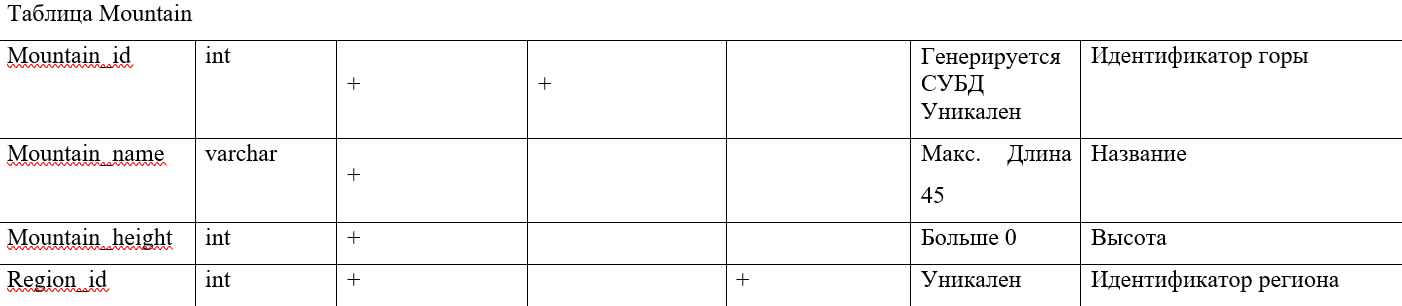 Таблица Mountain
Mountain_id int + + Генерируется СУБД Уникален Идентификатор горы
Mountain_name varchar + Макс. Длина 45 Название
Mountain_height int + Больше 0 Высота
Region_id int + + Уникален Идентификатор региона